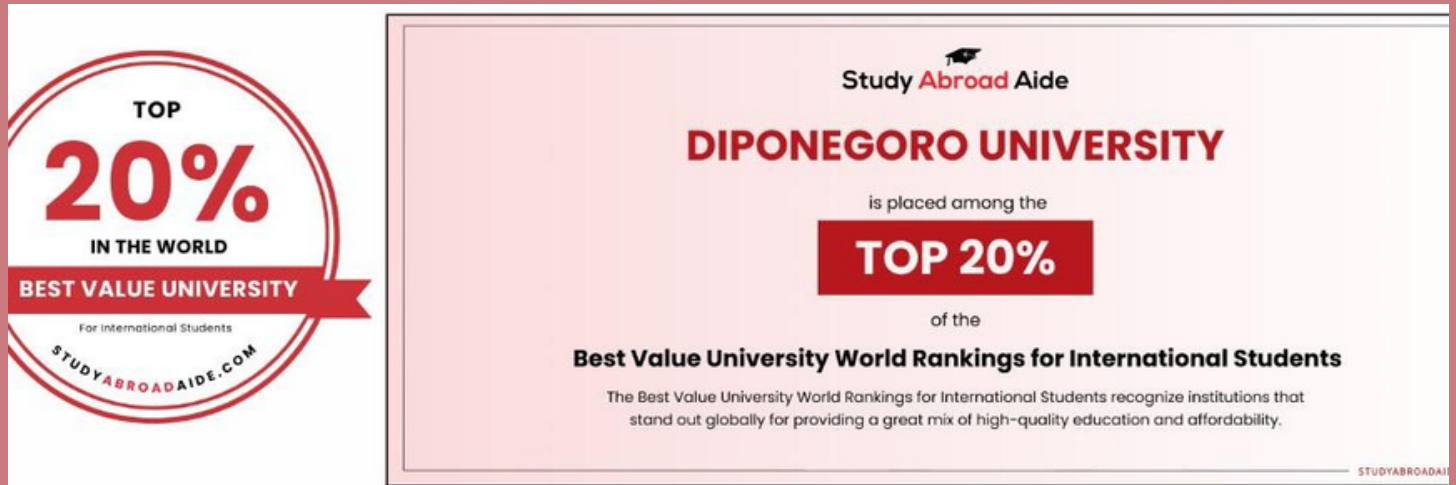 TOP
20%
IN THE WORLD
BEST VALUE UNIVERSITY
For International Students
STUDYABROADAIDE.COM
Study Abroad Aide
DIPONEGORO UNIVERSITY
is placed among the
TOP 20%
of the
Best Value University World Rankings for International Students
The Best Value University World Rankings for International Students recognize institutions that
stand out globally for providing a great mix of high-quality education and affordability.
STUDYABROADAI